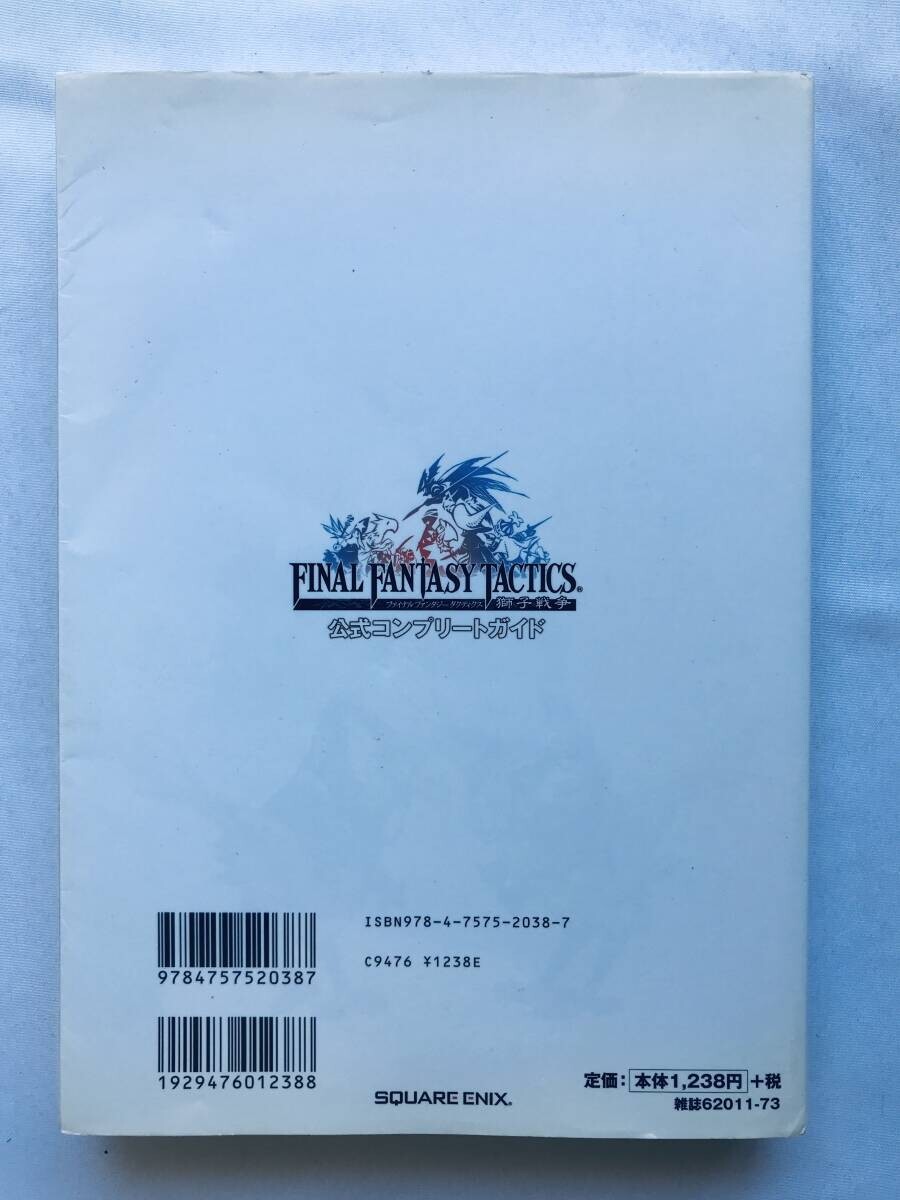 FINAL FANTASY TACTICS®
ファイナルファンタジー タクティクス 獅子戦争
公式コンプリートガイド
ISBN978-4-7575-2038-7
C9476 ¥1238E
9784757520387
1929476012388
SQUARE ENIX.
定価:本体1,238円+税
雑誌62011-73